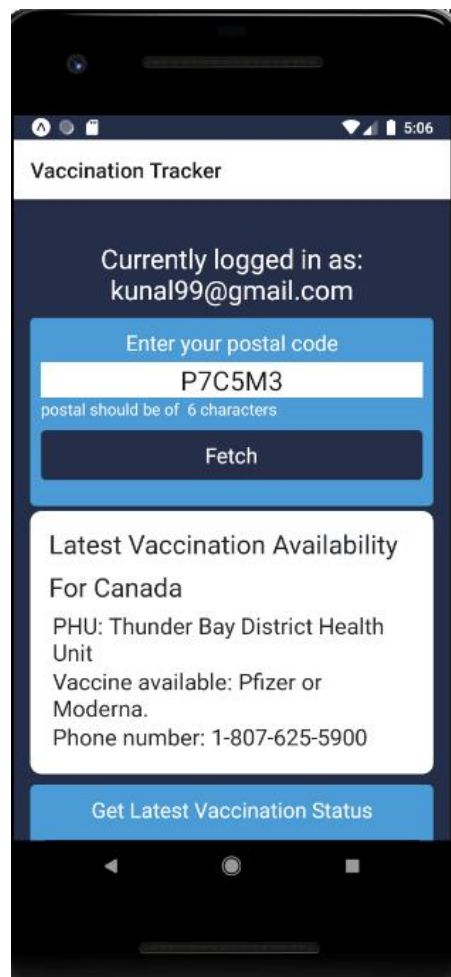 5:06
Vaccination Tracker
Currently logged in as:
kunal99@gmail.com
Enter your postal code
P7C5M3
postal should be of 6 characters
Fetch
Latest Vaccination Availability
For Canada
PHU: Thunder Bay District Health
Unit
Vaccine available: Pfizer or
Moderna.
Phone number: 1-807-625-5900
Get Latest Vaccination Status